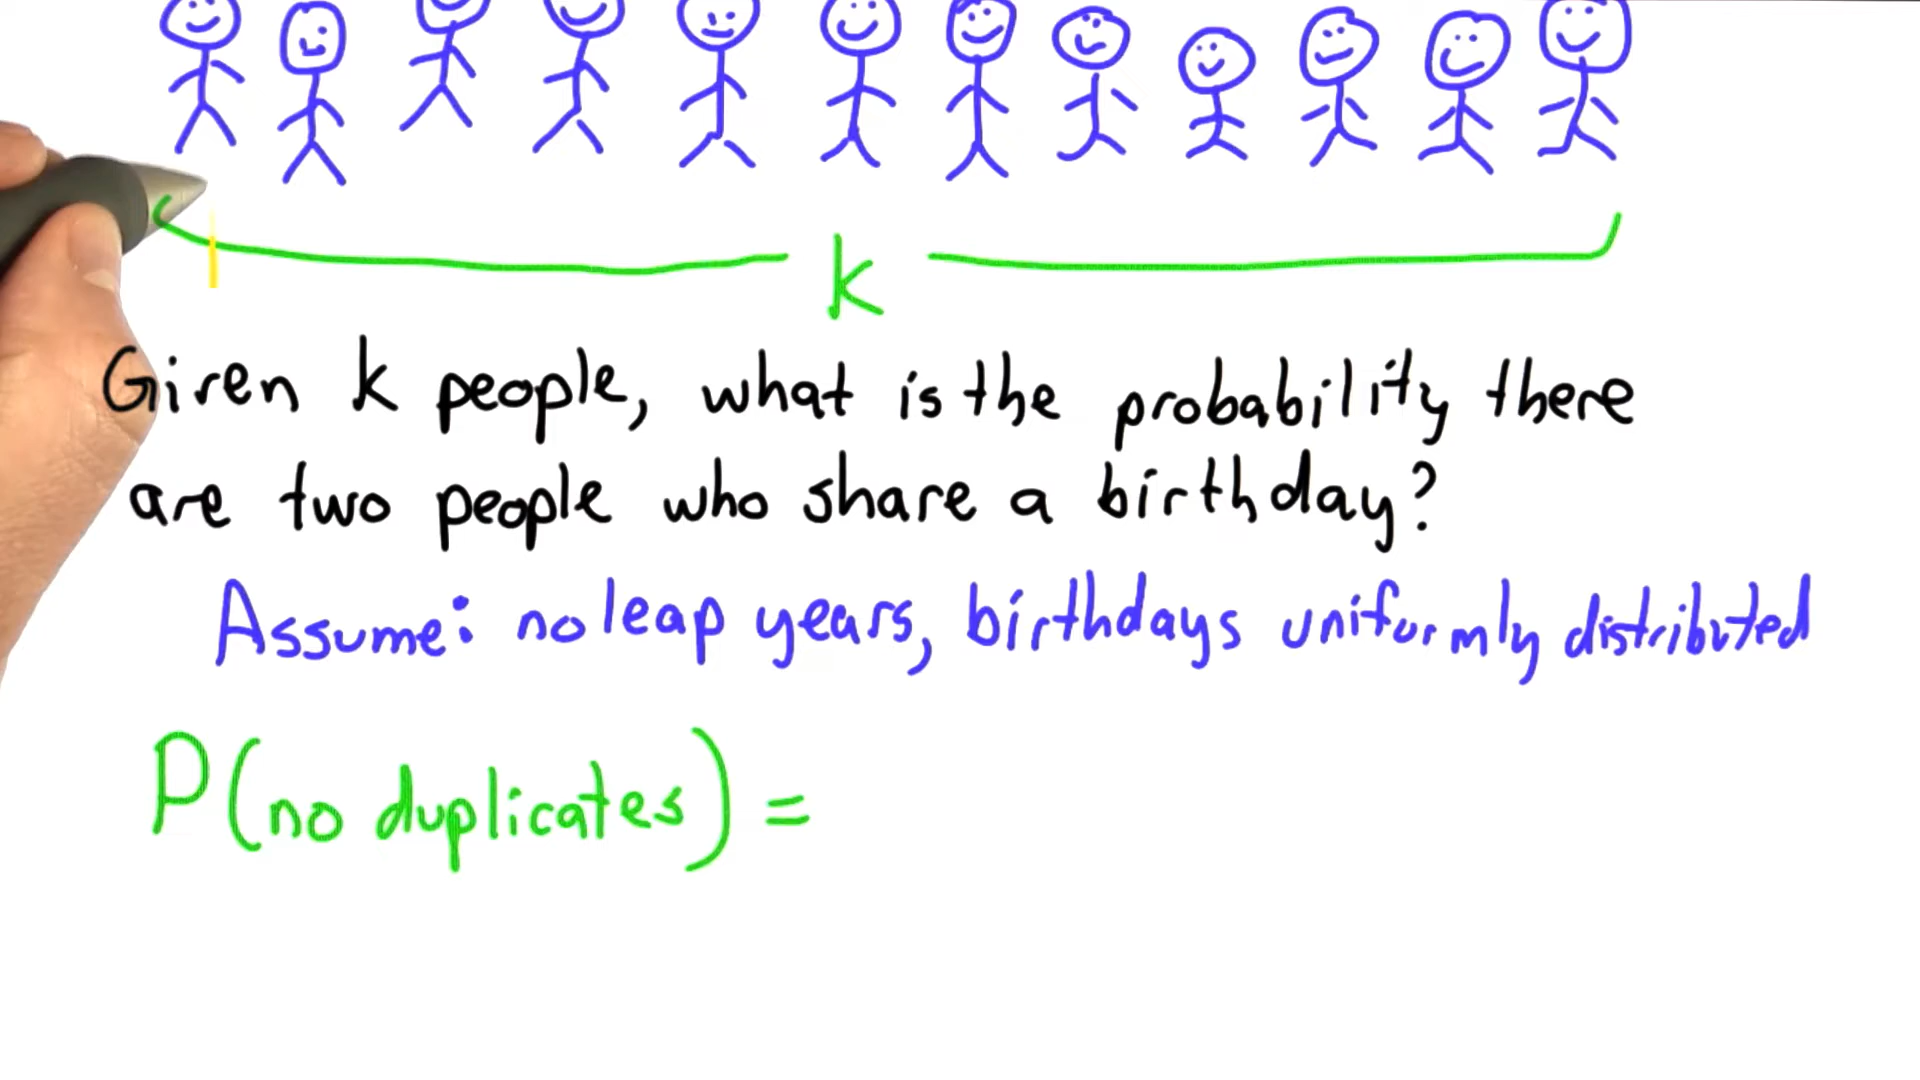 k
Given k people, what is the probability there
are two people who share a birthday?
Assume: no leap years, birthdays uniformly distributed
P(no duplicates) =